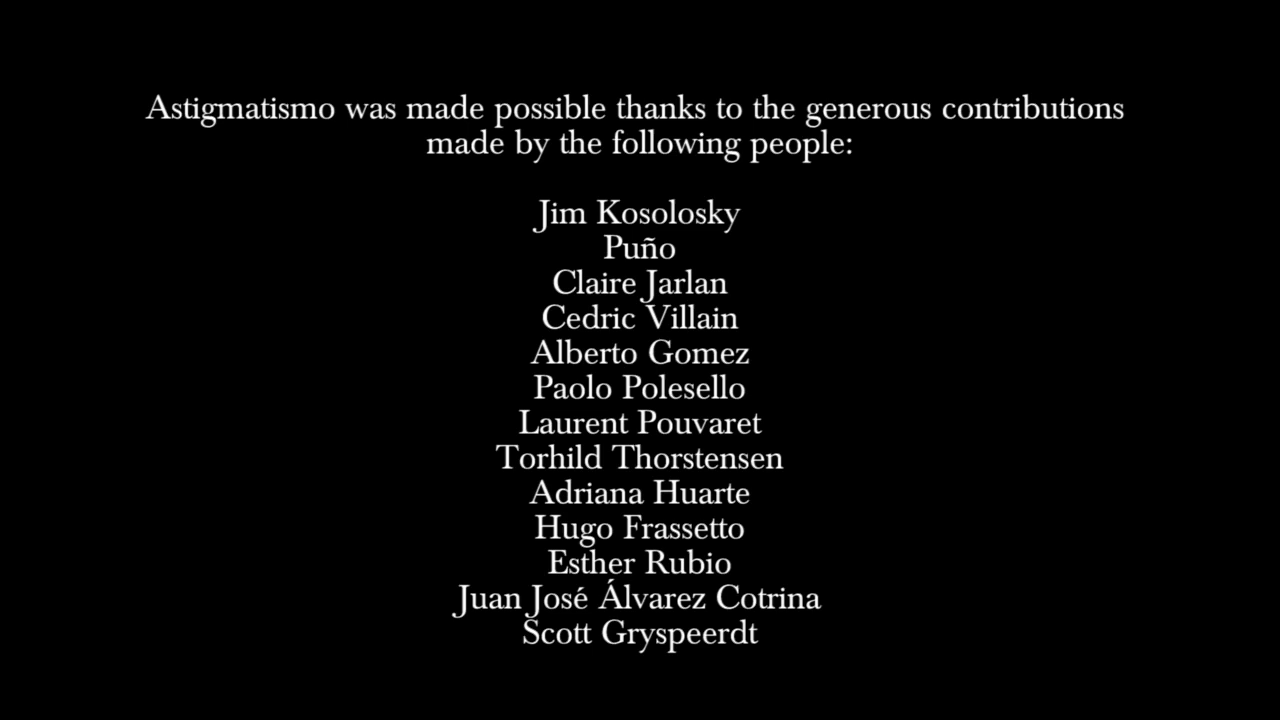 Astigmatismo was made possible thanks to the generous contributions
made by the following people:
Jim Kosolosky
Puño
Claire Jarlan
Cedric Villain
Alberto Gomez
Paolo Polesello
Laurent Pouvaret
Torhild Thorstensen
Adriana Huarte
Hugo Frassetto
Esther Rubio
Juan José Álvarez Cotrina
Scott Gryspeerdt